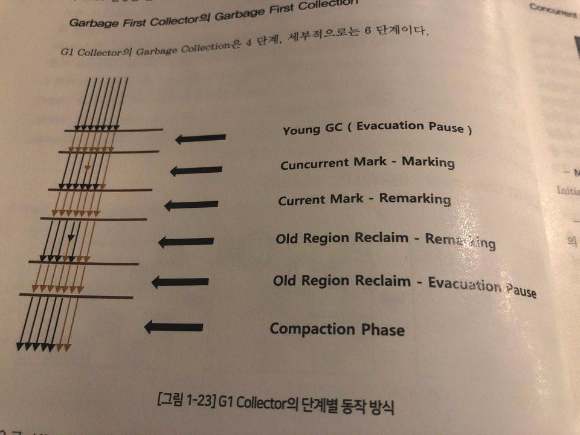 Garbage First Collector의 Garbage First Collection
Concurrent
G1 Collector의 Garbage Collection은 4 단계, 세부적으로는 6 단계이다.
Young GC ( Evacuation Pause )
Cuncurrent Mark - Marking
Current Mark - Remarking
Old Region Reclaim - Remarking
Old Region Reclaim - Evacuation Pause
Compaction Phase
[그림 1-23] G1 Collector의 단계별 동작 방식